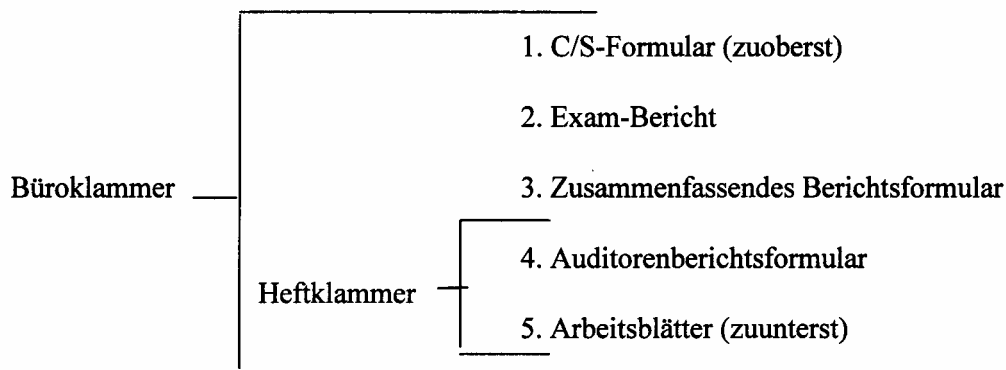 1. C/S-Formular (zuoberst)
2. Exam-Bericht
Büroklammer
3. Zusammenfassendes Berichtsformular
4. Auditorenberichtsformular
Heftklammer
5. Arbeitsblätter (zuunterst)